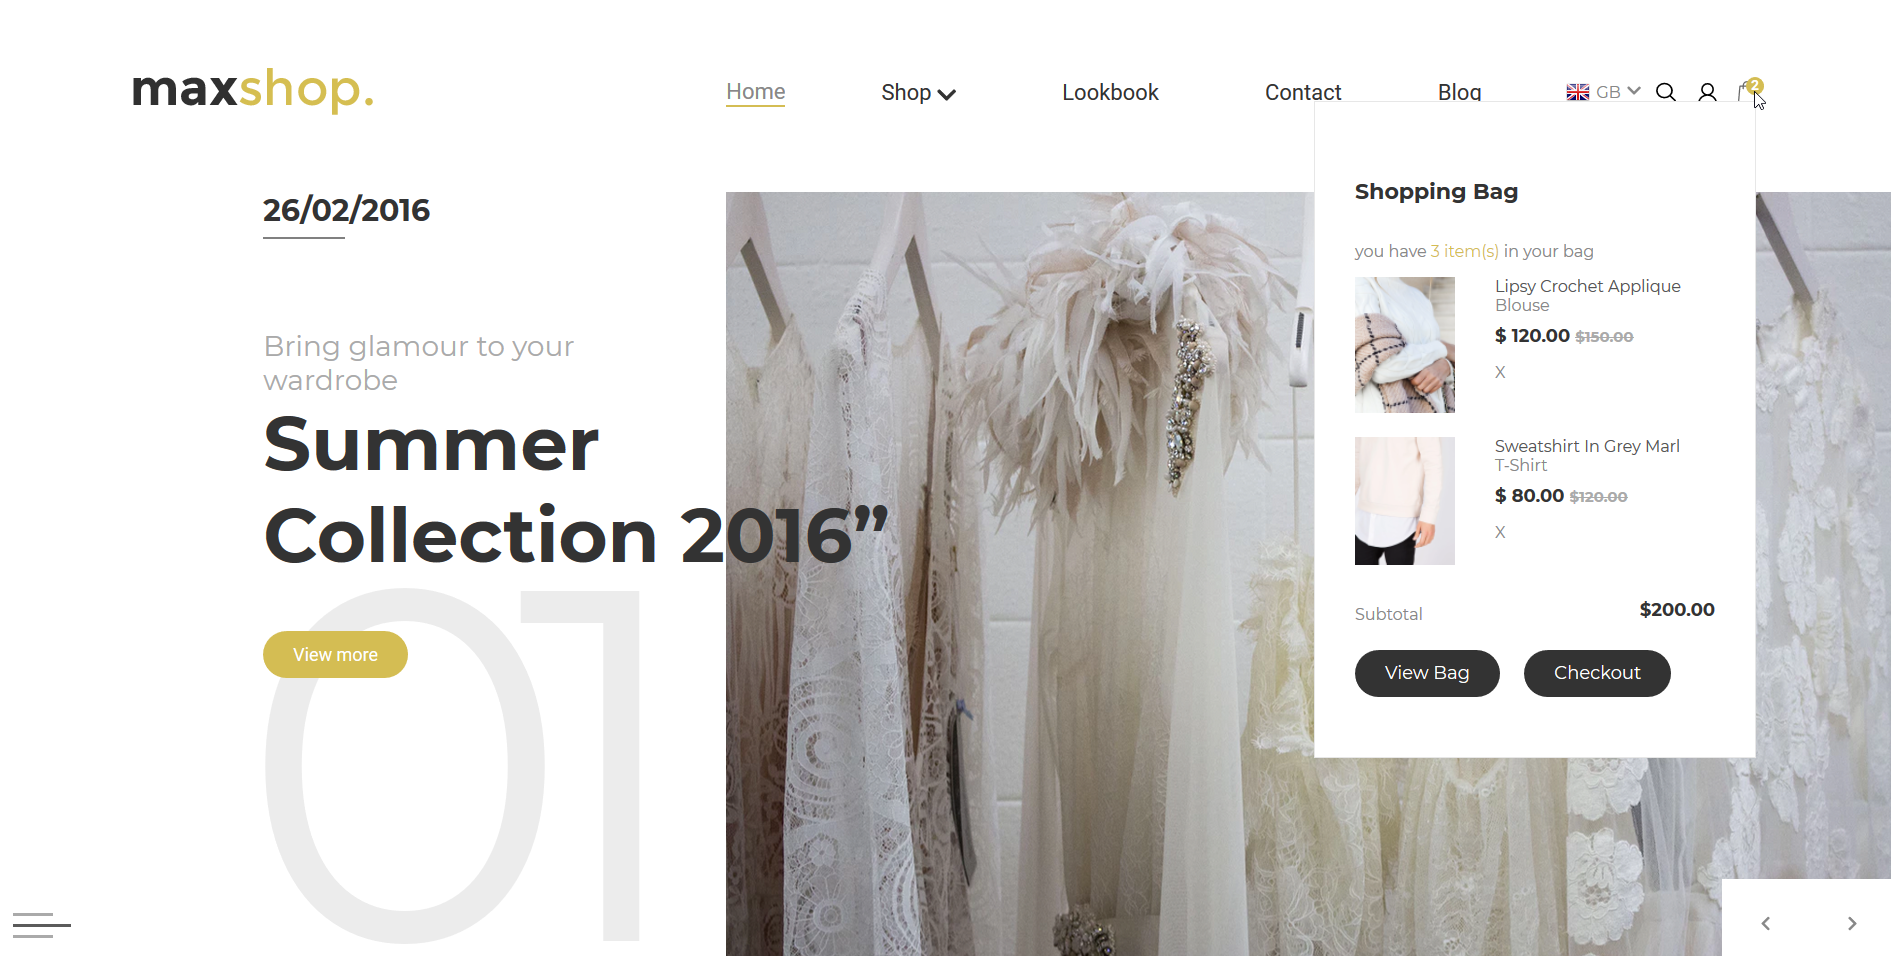 maxshop.
Home
Shop
Lookbook
Contact
Blog
GB
2
26/02/2016
Bring glamour to your
wardrobe
Summer
Collection 2016”
01
View more
Shopping Bag
you have 3 item(s) in your bag
Lipsy Crochet Applique
Blouse
$ 120.00 $150.00
X
Sweatshirt In Grey Marl
T-Shirt
$ 80.00 $120.00
X
Subtotal
$200.00
View Bag
Checkout